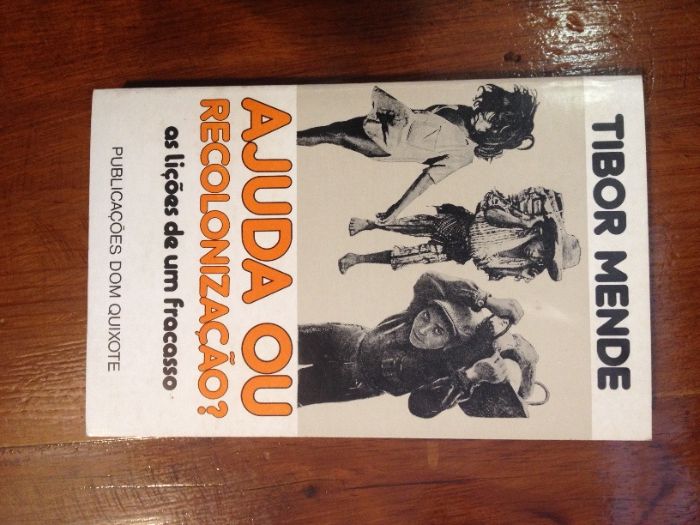 TIBOR MENDE
AJUDA OU
RECOLONIZAÇÃO?
as lições de um fracasso
PUBLICAÇÕES DOM QUIXOTE